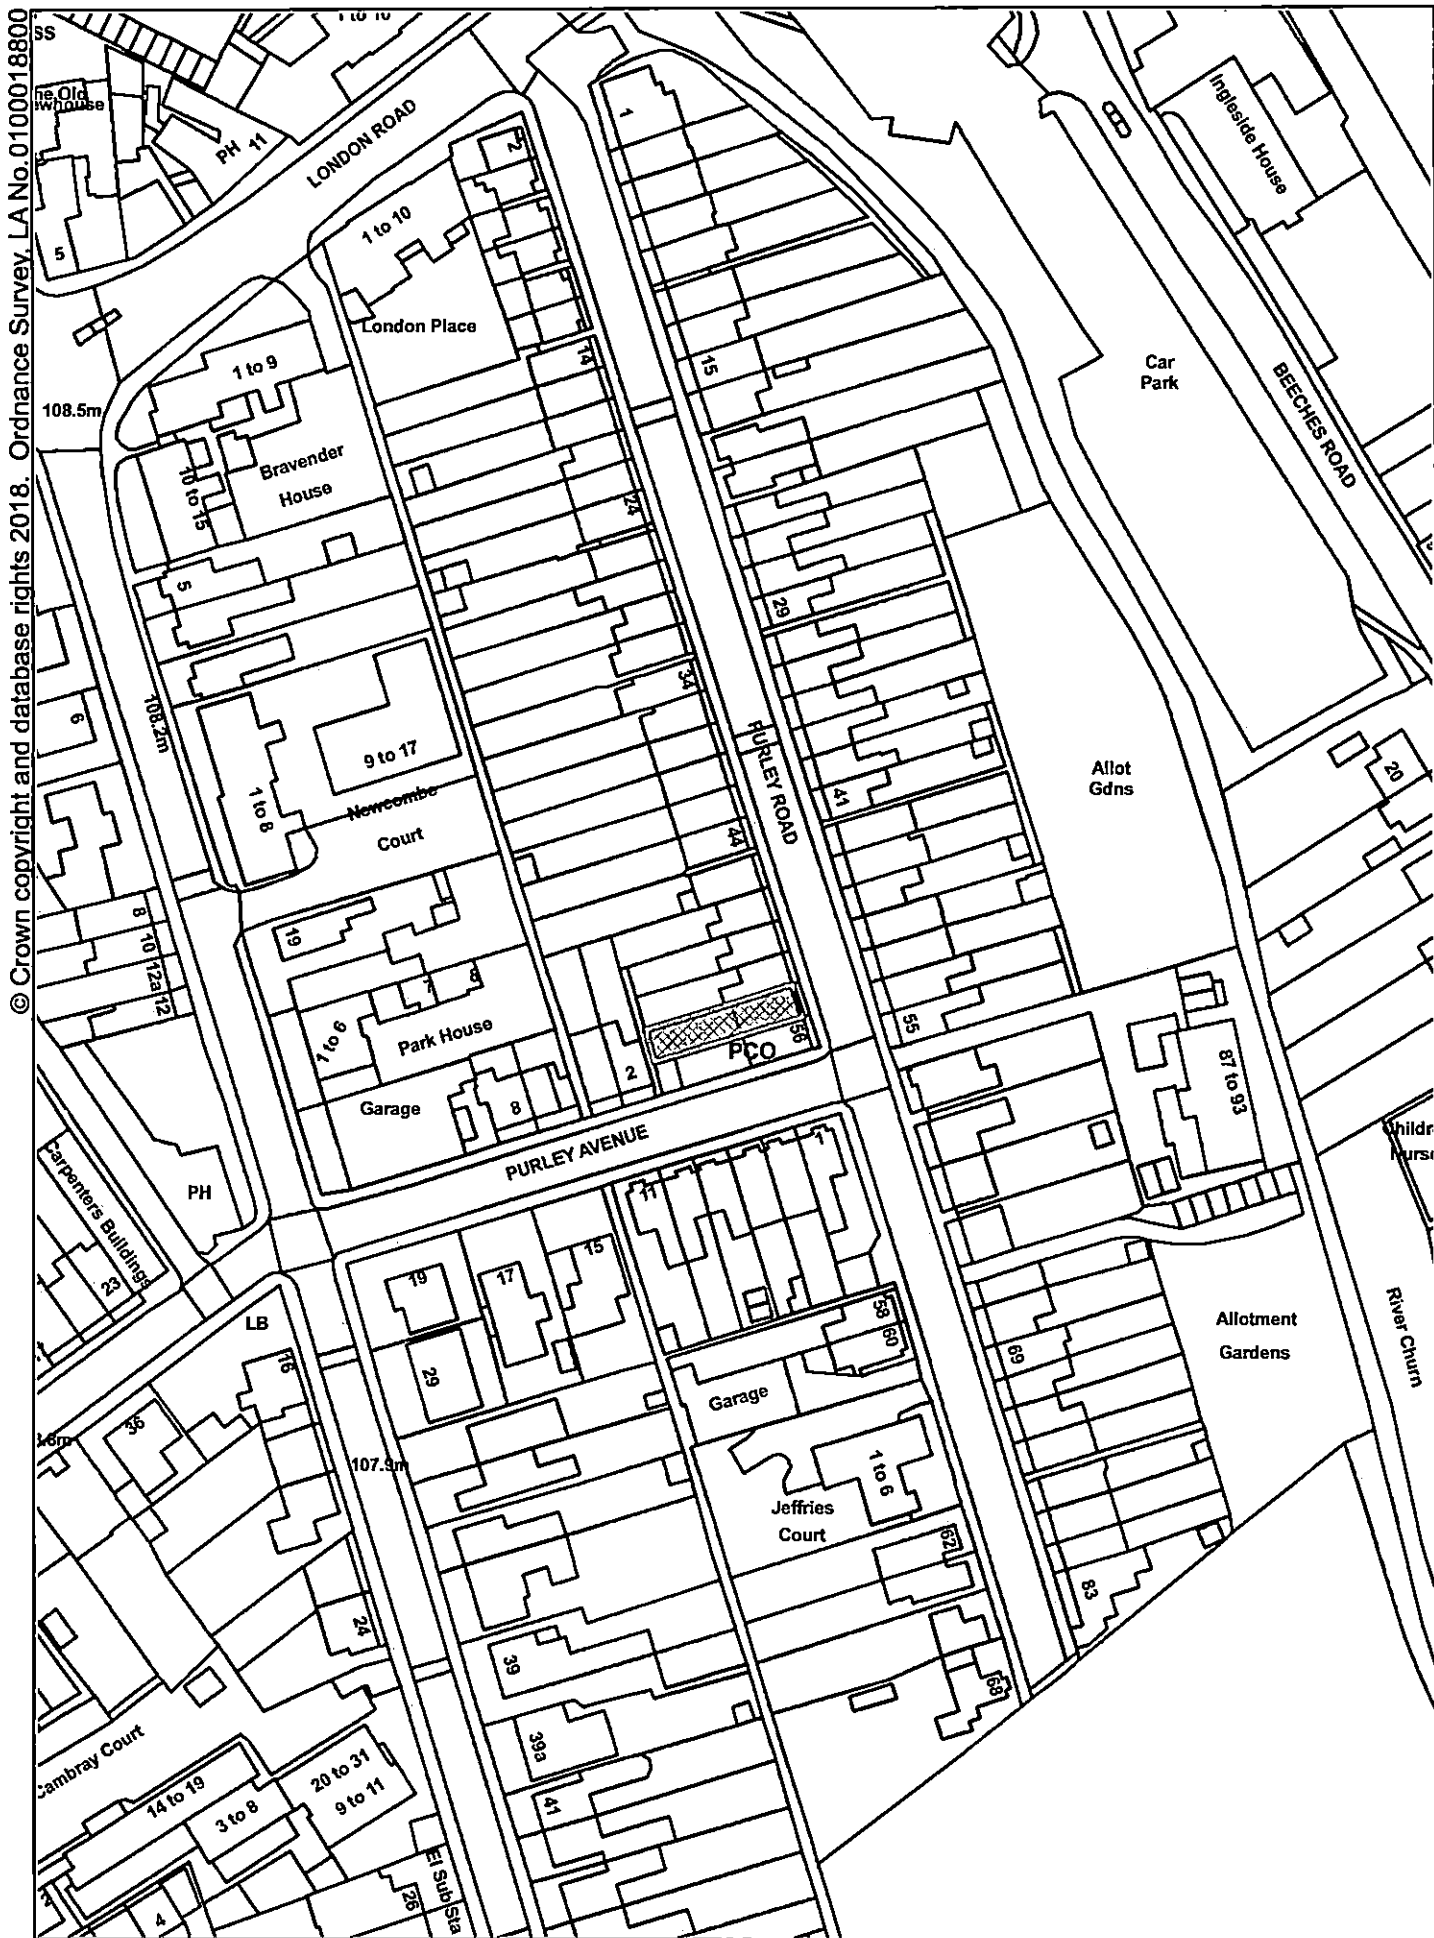 © Crown copyright and database rights 2018. Ordnance Survey, LA No. 0100018800
SS
1 to 10
PH
11
LONDON ROAD
5
1 to 10
2
1
Ingleside House
London Place
1 to 9
108.5m
10 to 15
Bravender
House
14
15
24
Car
Park
BEECHES ROAD
5
29
6
108.2m
34
PURLEY ROAD
9 to 17
1 to 8
Newcombe
Court
41
44
Allot
Gdns
20
8
10
12a
12
19
7
8
1 to 6
Park House
Garage
8
2
PCO
56
55
87 to 93
PURLEY AVENUE
1
11
PH
Carpenters Buildings
23
19
17
15
29
LB
16
36
58
60
69
Allotment
Gardens
River Churn
Garage
107.9m
1 to 6
Jeffries
Court
62
83
24
39
68
39a
41
Cambray Court
14 to 19
3 to 8
20 to 31
9 to 11
El Sub Sta
26
4